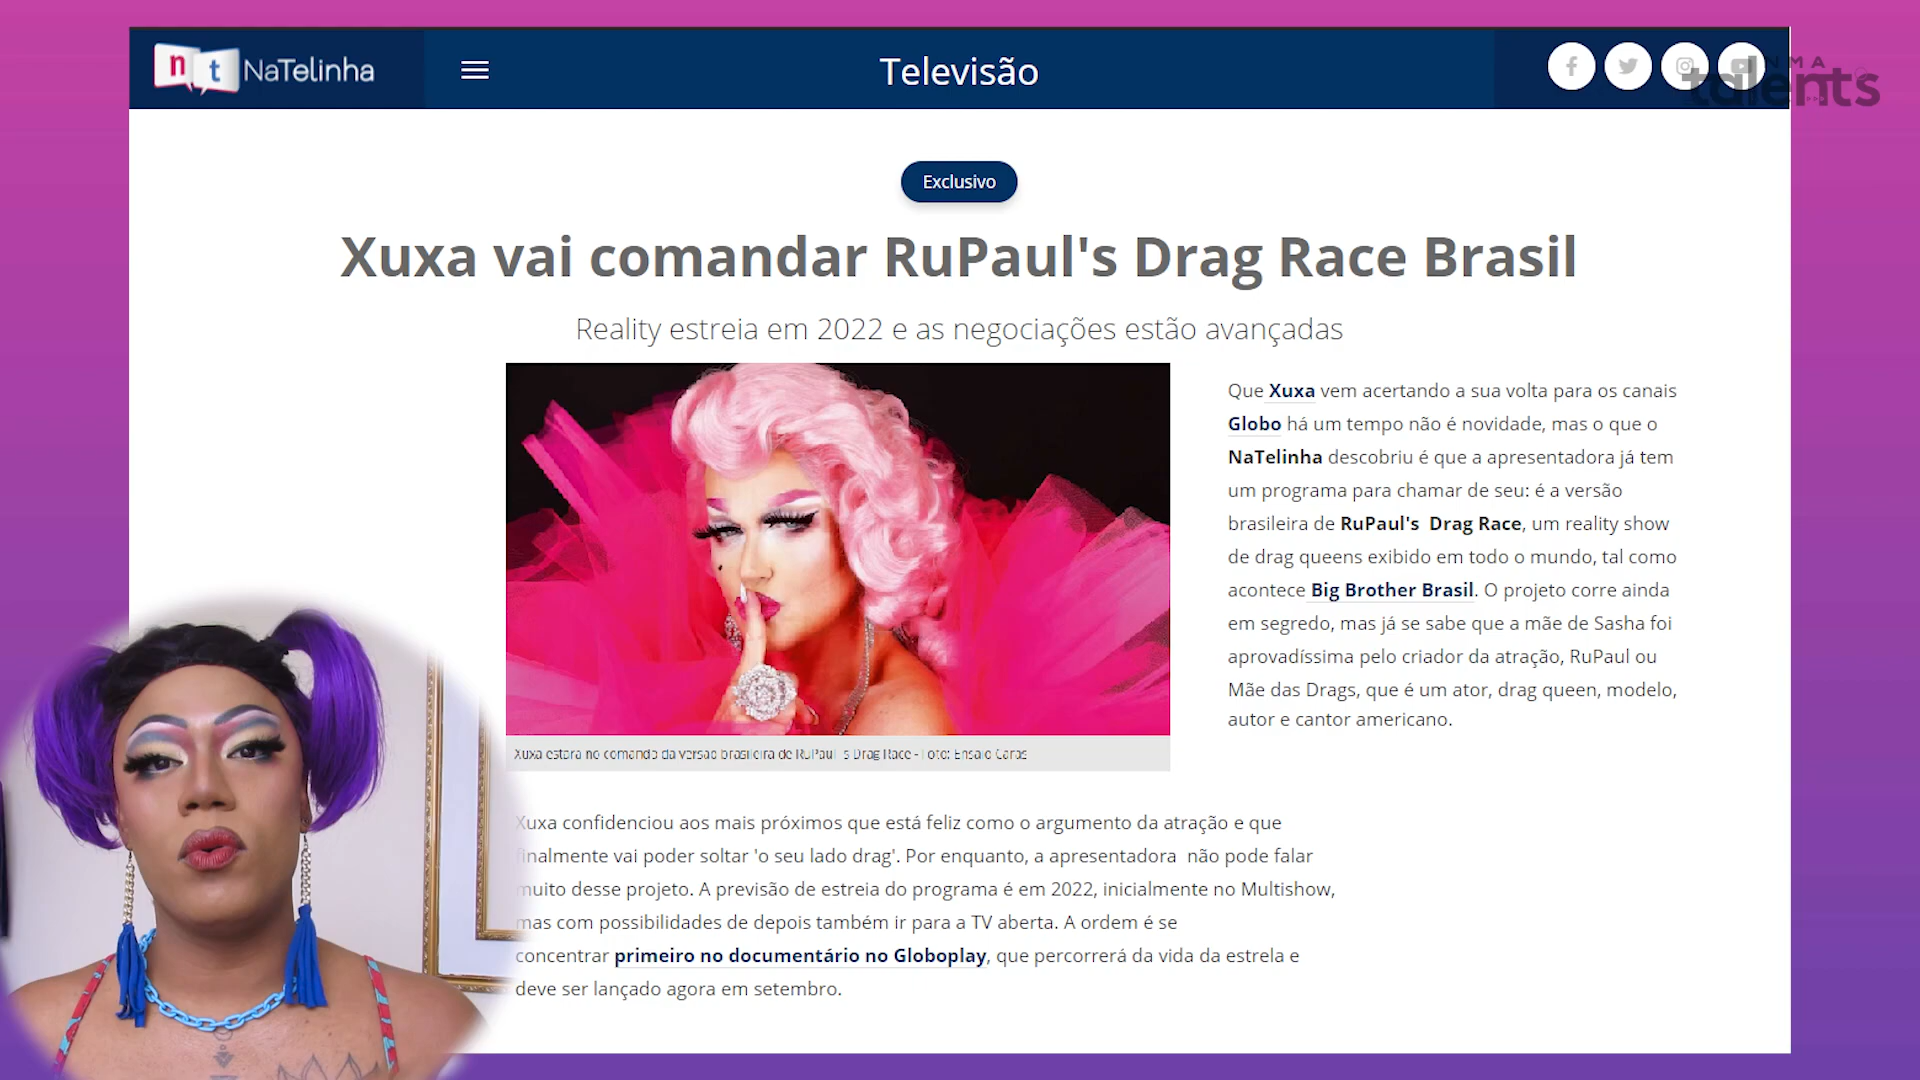 nt NaTelinha
Televisão
INMA
talents
Exclusivo
Xuxa vai comandar RuPaul's Drag Race Brasil
Reality estreia em 2022 e as negociações estão avançadas
Que Xuxa vem acertando a sua volta para os canais
Globo há um tempo não é novidade, mas o que o
NaTelinha descobriu é que a apresentadora já tem
um programa para chamar de seu: é a versão
brasileira de RuPaul's Drag Race, um reality show
de drag queens exibido em todo o mundo, tal como
acontece Big Brother Brasil. O projeto corre ainda
em segredo, mas já se sabe que a mãe de Sasha foi
aprovadíssima pelo criador da atração, RuPaul ou
Mãe das Drags, que é um ator, drag queen, modelo,
autor e cantor americano.
Xuxa estará no comando da versão brasileira de RuPaul´s Drag Race - Foto: Ensaio Caras
Xuxa confidenciou aos mais próximos que está feliz como o argumento da atração e que
finalmente vai poder soltar 'o seu lado drag'. Por enquanto, a apresentadora não pode falar
muito desse projeto. A previsão de estreia do programa é em 2022, inicialmente no Multishow,
mas com possibilidades de depois também ir para a TV aberta. A ordem é se
concentrar primeiro no documentário no Globoplay, que percorrerá da vida da estrela e
deve ser lançado agora em setembro.